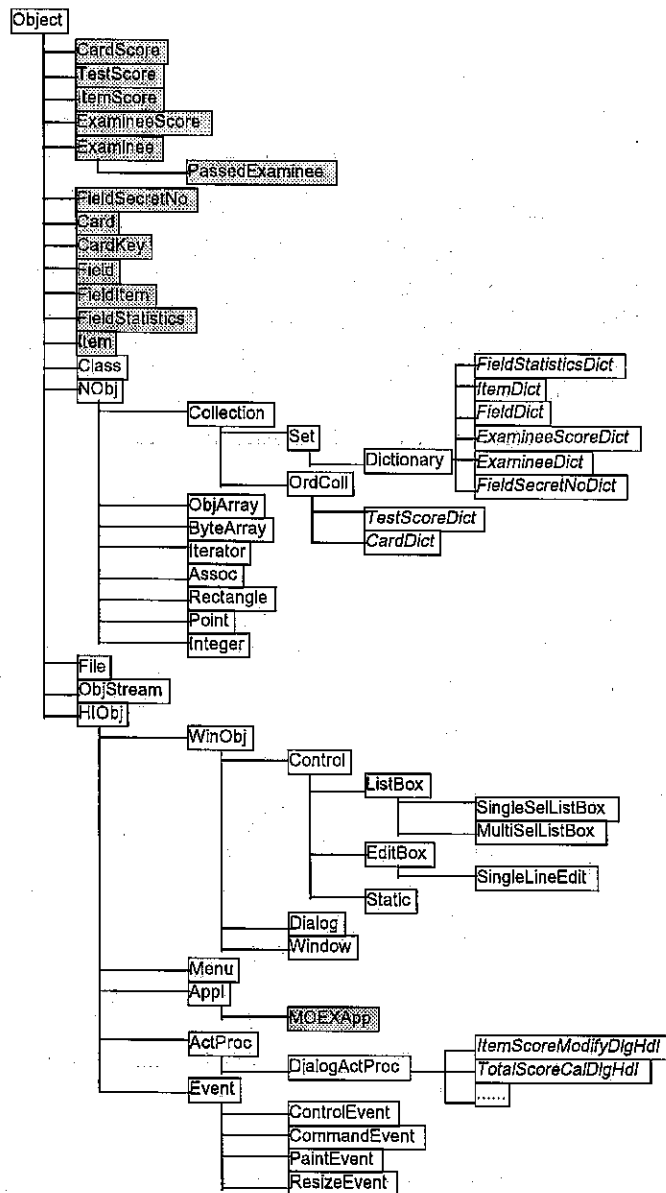 Object
CardScore
TestScore
ItemScore
ExamineeScore
Examinee
PassedExaminee
FieldSecretNo
Card
CardKey
Field
FieldItem
FieldStatistics
Item
Class
NObj
Collection
Set
Dictionary
FieldStatisticsDict
ItemDict
FieldDict
ExamineeScoreDict
ExamineeDict
FieldSecretNoDict
OrdColl
TestScoreDict
CardDict
ObjArray
ByteArray
Iterator
Assoc
Rectangle
Point
Integer
File
ObjStream
HIObj
WinObj
Control
ListBox
SingleSelListBox
MultiSelListBox
EditBox
SingleLineEdit
Static
Dialog
Window
Menu
Appl
MOEXApp
ActProc
DialogActProc
ItemScoreModifyDlgHdl
TotalScoreCalDlgHdl
......
Event
ControlEvent
CommandEvent
PaintEvent
ResizeEvent